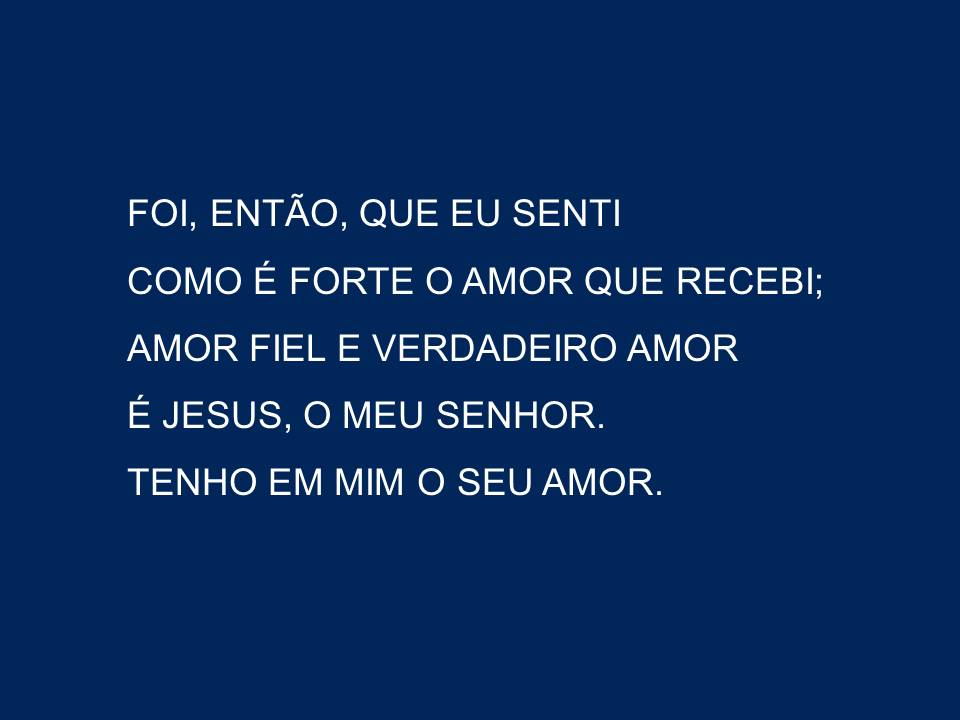 FOI, ENTÃO, QUE EU SENTI
COMO É FORTE O AMOR QUE RECEBI;
AMOR FIEL E VERDADEIRO AMOR
É JESUS, O MEU SENHOR.
TENHO EM MIM O SEU AMOR.